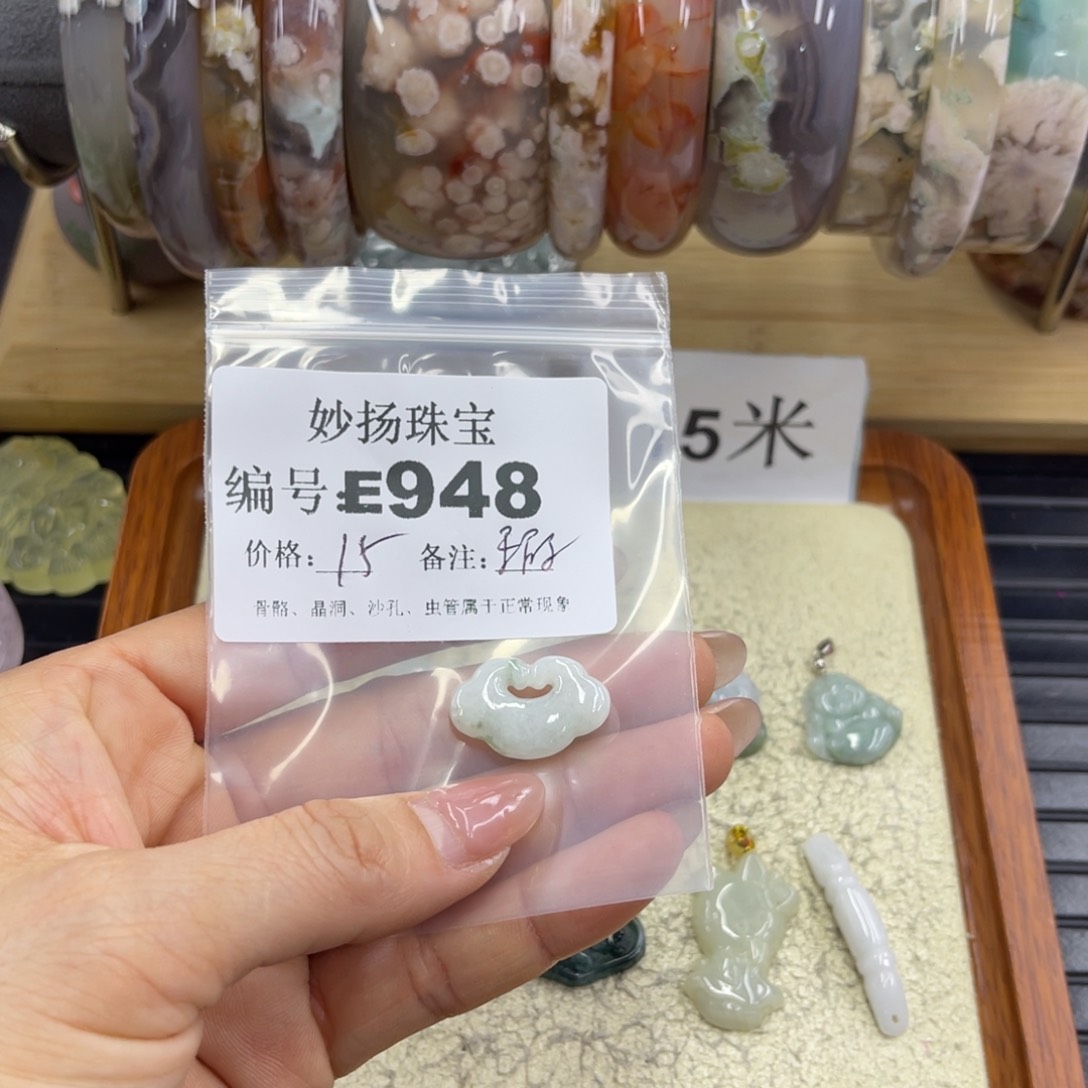 妙扬珠宝
编号:E948
价格:15 备注:
骨骼、晶洞、沙孔、虫管属于正常现象
5米